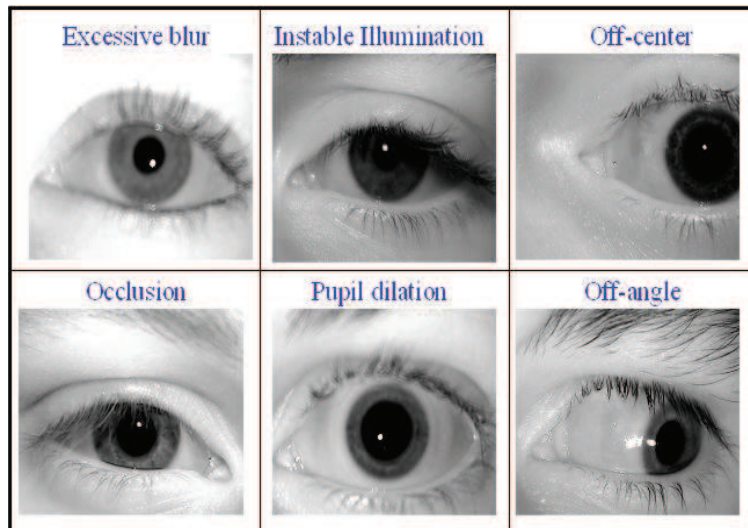 Excessive blur
Instable Illumination
Off-center
Occlusion
Pupil dilation
Off-angle